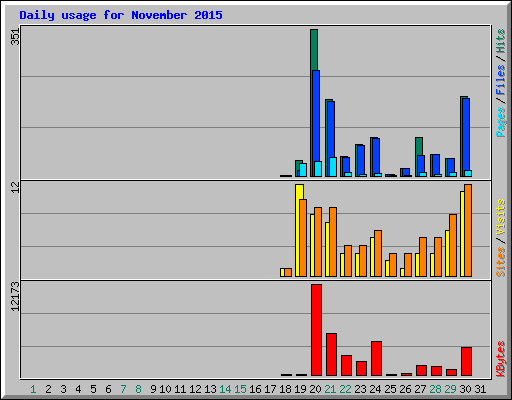 Daily usage for November 2015
351
Pages / Files / Hits
12
Sites / Visits
12173
KBytes
1 2 3 4 5 6 7 8 9 10 11 12 13 14 15 16 17 18 19 20 21 22 23 24 25 26 27 28 29 30 31